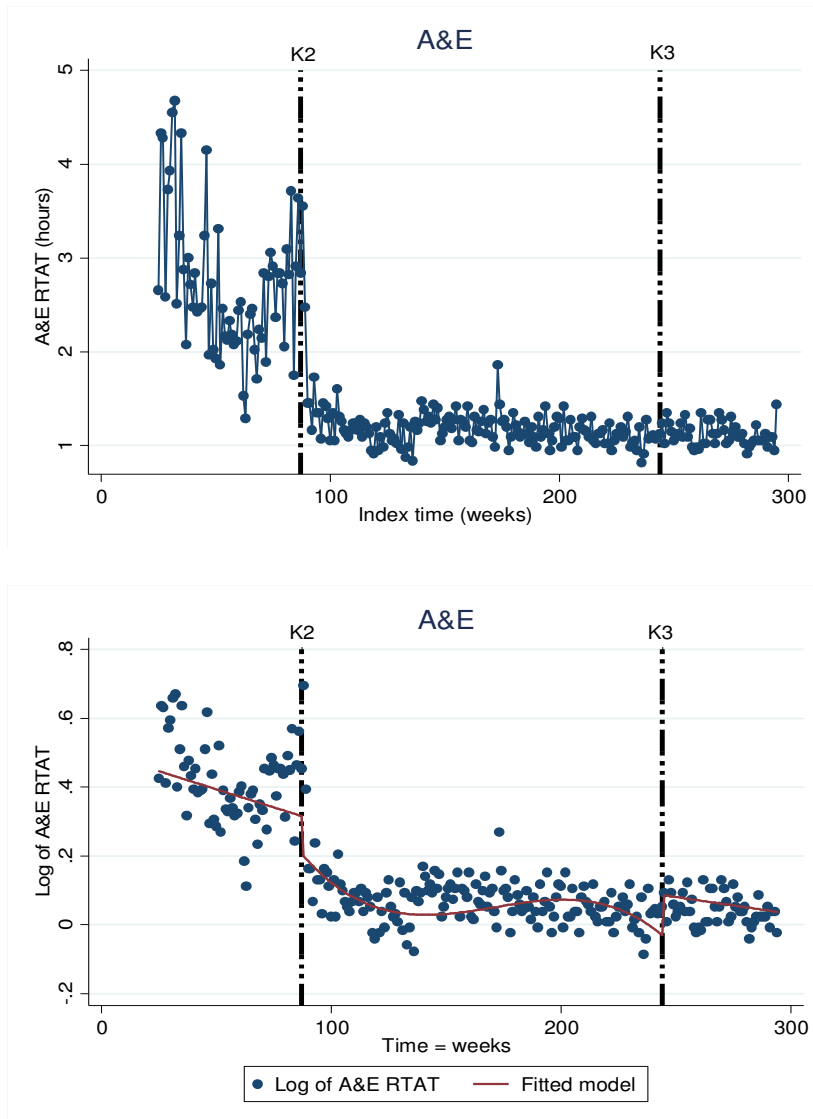 A&E
K2
K3
A&E RTAT (hours)
5
4
3
2
1
0
100
200
300
Index time (weeks)
A&E
K2
K3
Log of A&E RTAT
.8
.6
.4
.2
0
-.2
0
100
200
300
Time = weeks
Log of A&E RTAT
Fitted model